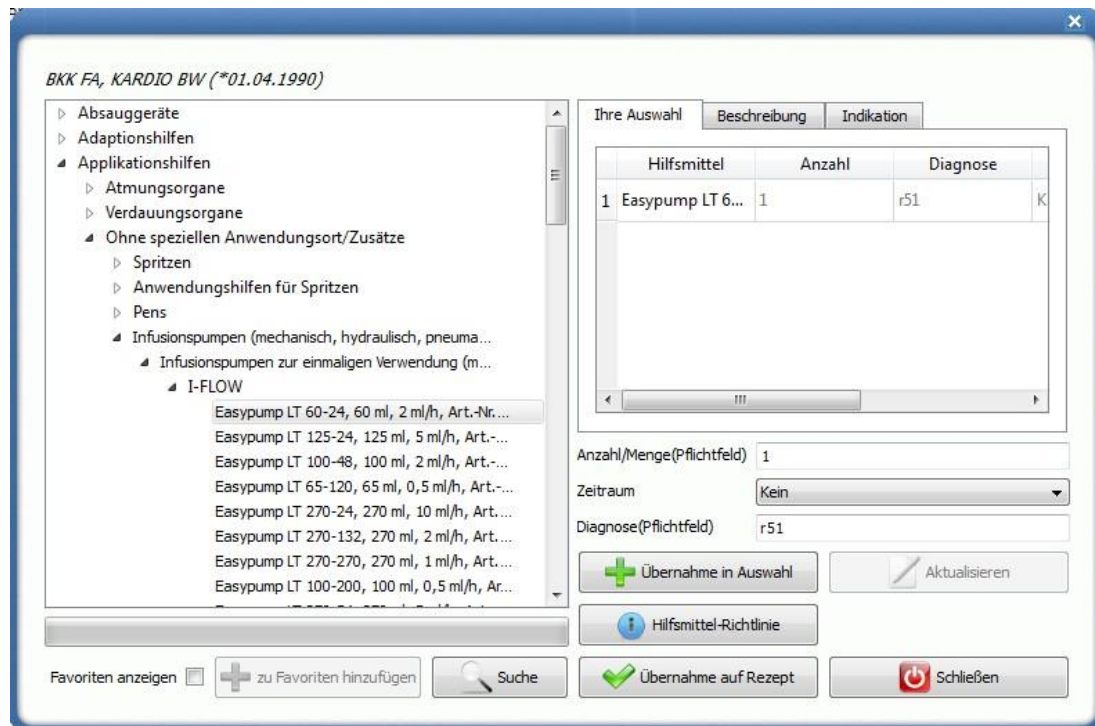 BKK FA, KARDIO BW (*01.04.1990)
Absauggeräte
Adaptionshilfen
Applikationshilfen
Atmungsorgane
Verdauungsorgane
Ohne speziellen Anwendungsort/Zusätze
Spritzen
Anwendungshilfen für Spritzen
Pens
Infusionspumpen (mechanisch, hydraulisch, pneuma...
Infusionspumpen zur einmaligen Verwendung (m...
I-FLOW
Easypump LT 60-24, 60 ml, 2 ml/h, Art.-Nr....
Easypump LT 125-24, 125 ml, 5 ml/h, Art.-...
Easypump LT 100-48, 100 ml, 2 ml/h, Art.-...
Easypump LT 65-120, 65 ml, 0,5 ml/h, Art.-...
Easypump LT 270-24, 270 ml, 10 ml/h, Art....
Easypump LT 270-132, 270 ml, 2 ml/h, Art....
Easypump LT 270-270, 270 ml, 1 ml/h, Art....
Easypump LT 100-200, 100 ml, 0,5 ml/h, Ar...
Favoriten anzeigen
zu Favoriten hinzufügen
Suche
Ihre Auswahl Beschreibung Indikation
Hilfsmittel Anzahl Diagnose
1 Easypump LT 6... 1 r51 K
Anzahl/Menge(Pflichtfeld) 1
Zeitraum Kein
Diagnose(Pflichtfeld) r51
Übernahme in Auswahl Aktualisieren
Hilfsmittel-Richtlinie
Übernahme auf Rezept Schließen